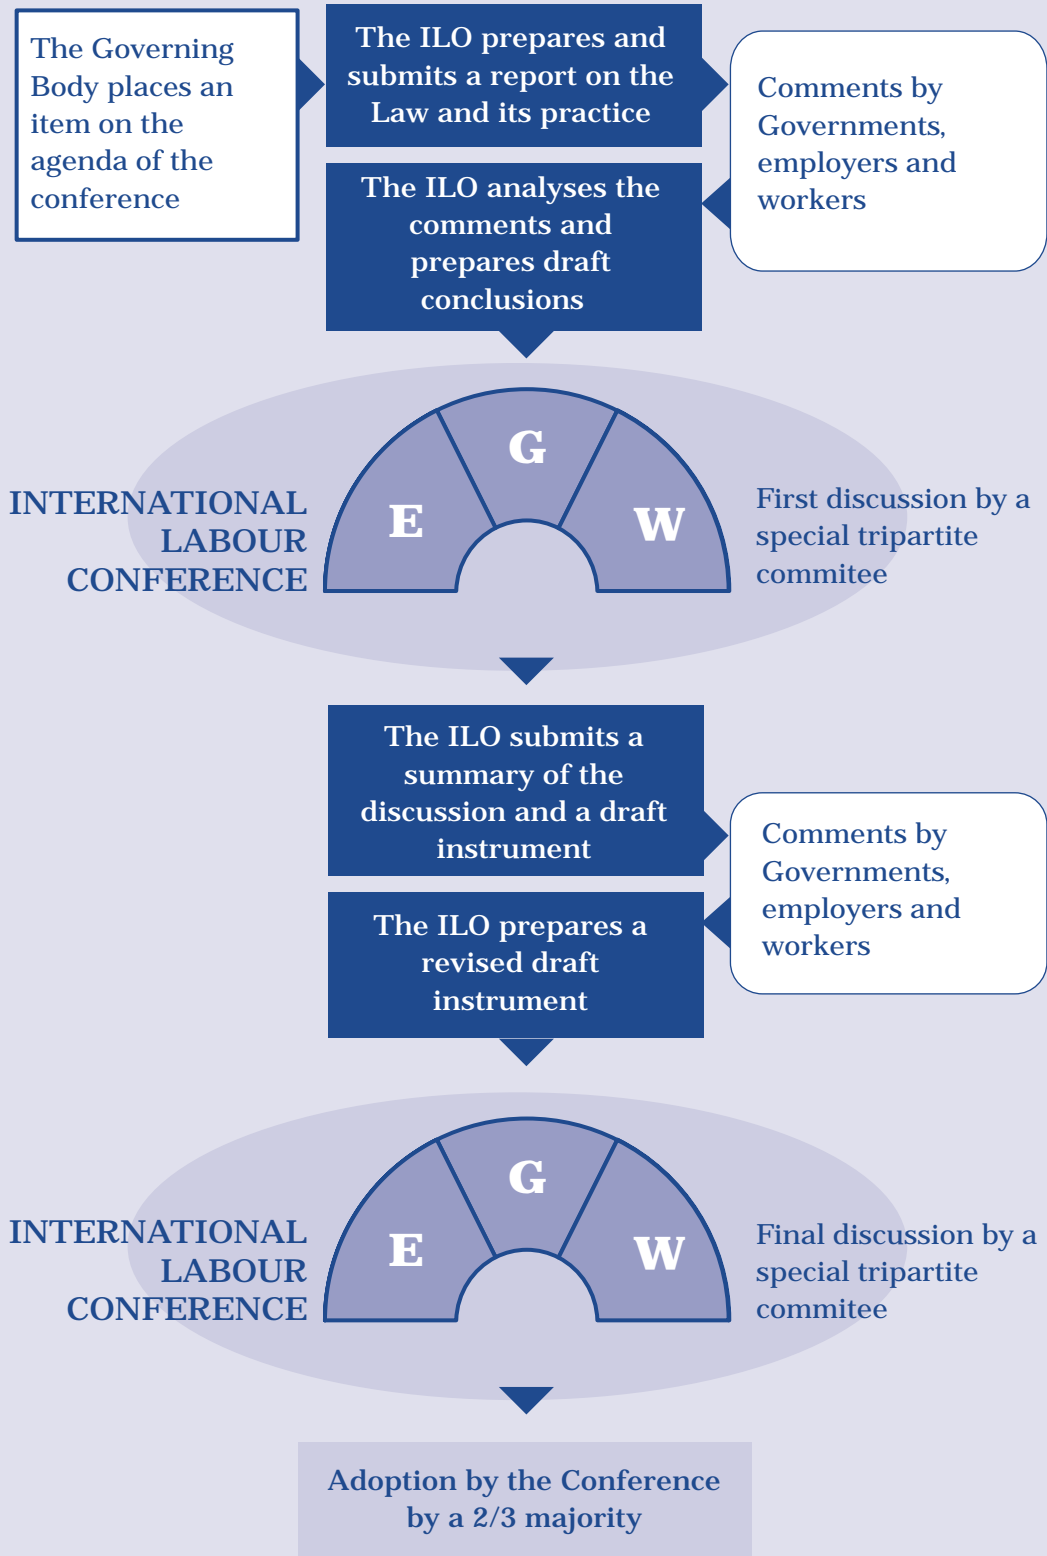 The Governing
Body places an
item on the
agenda of the
conference
The ILO prepares and
submits a report on the
Law and its practice
Comments by
Governments,
employers and
workers
The ILO analyses the
comments and
prepares draft
conclusions
INTERNATIONAL
LABOUR
CONFERENCE
E
G
W
First discussion by a
special tripartite
commitee
The ILO submits a
summary of the
discussion and a draft
instrument
Comments by
Governments,
employers and
workers
The ILO prepares a
revised draft
instrument
INTERNATIONAL
LABOUR
CONFERENCE
E
G
W
Final discussion by a
special tripartite
commitee
Adoption by the Conference
by a 2/3 majority